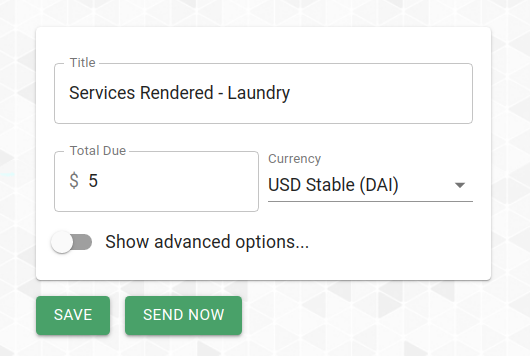 Title
Services Rendered - Laundry
Total Due
$ 5
Currency
USD Stable (DAI)
Show advanced options...
SAVE
SEND NOW